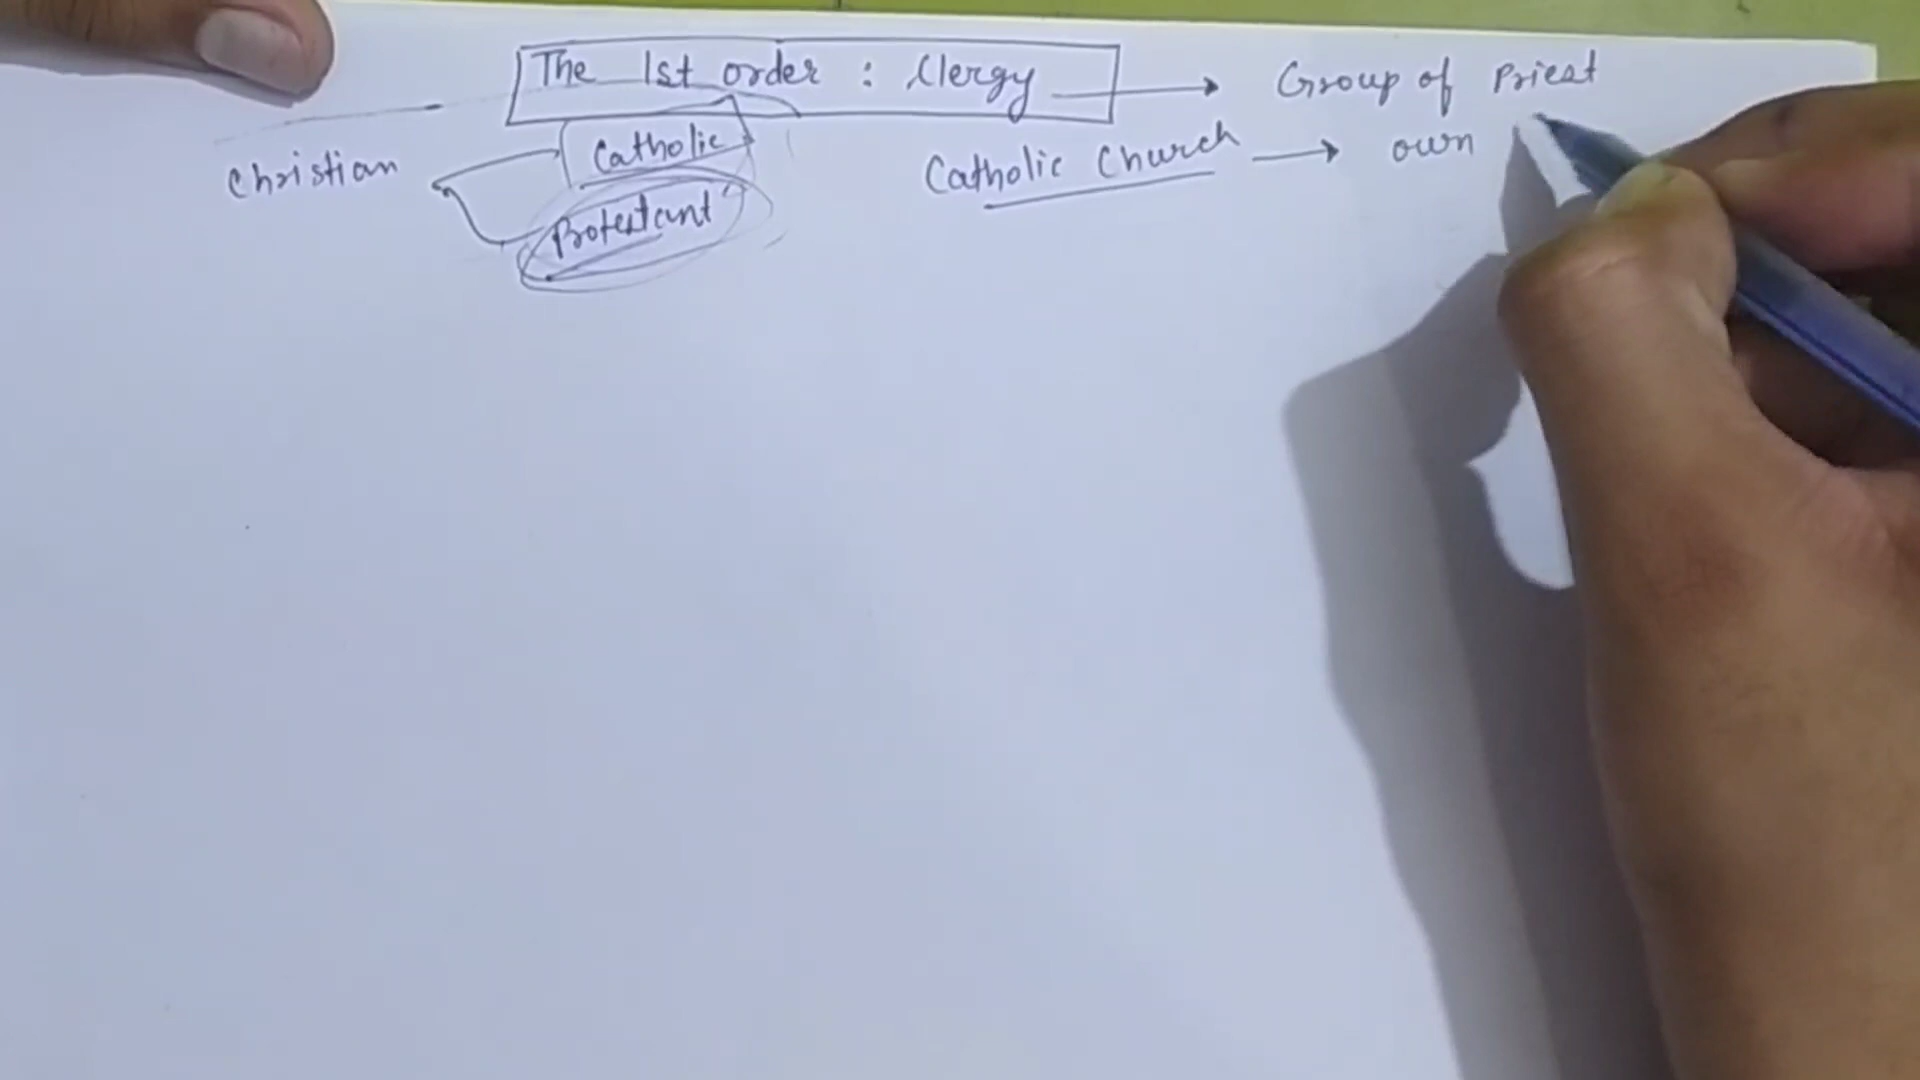 The 1st order : Clergy → Group of Priest
Christian Catholic Catholic Church → own
Protestant